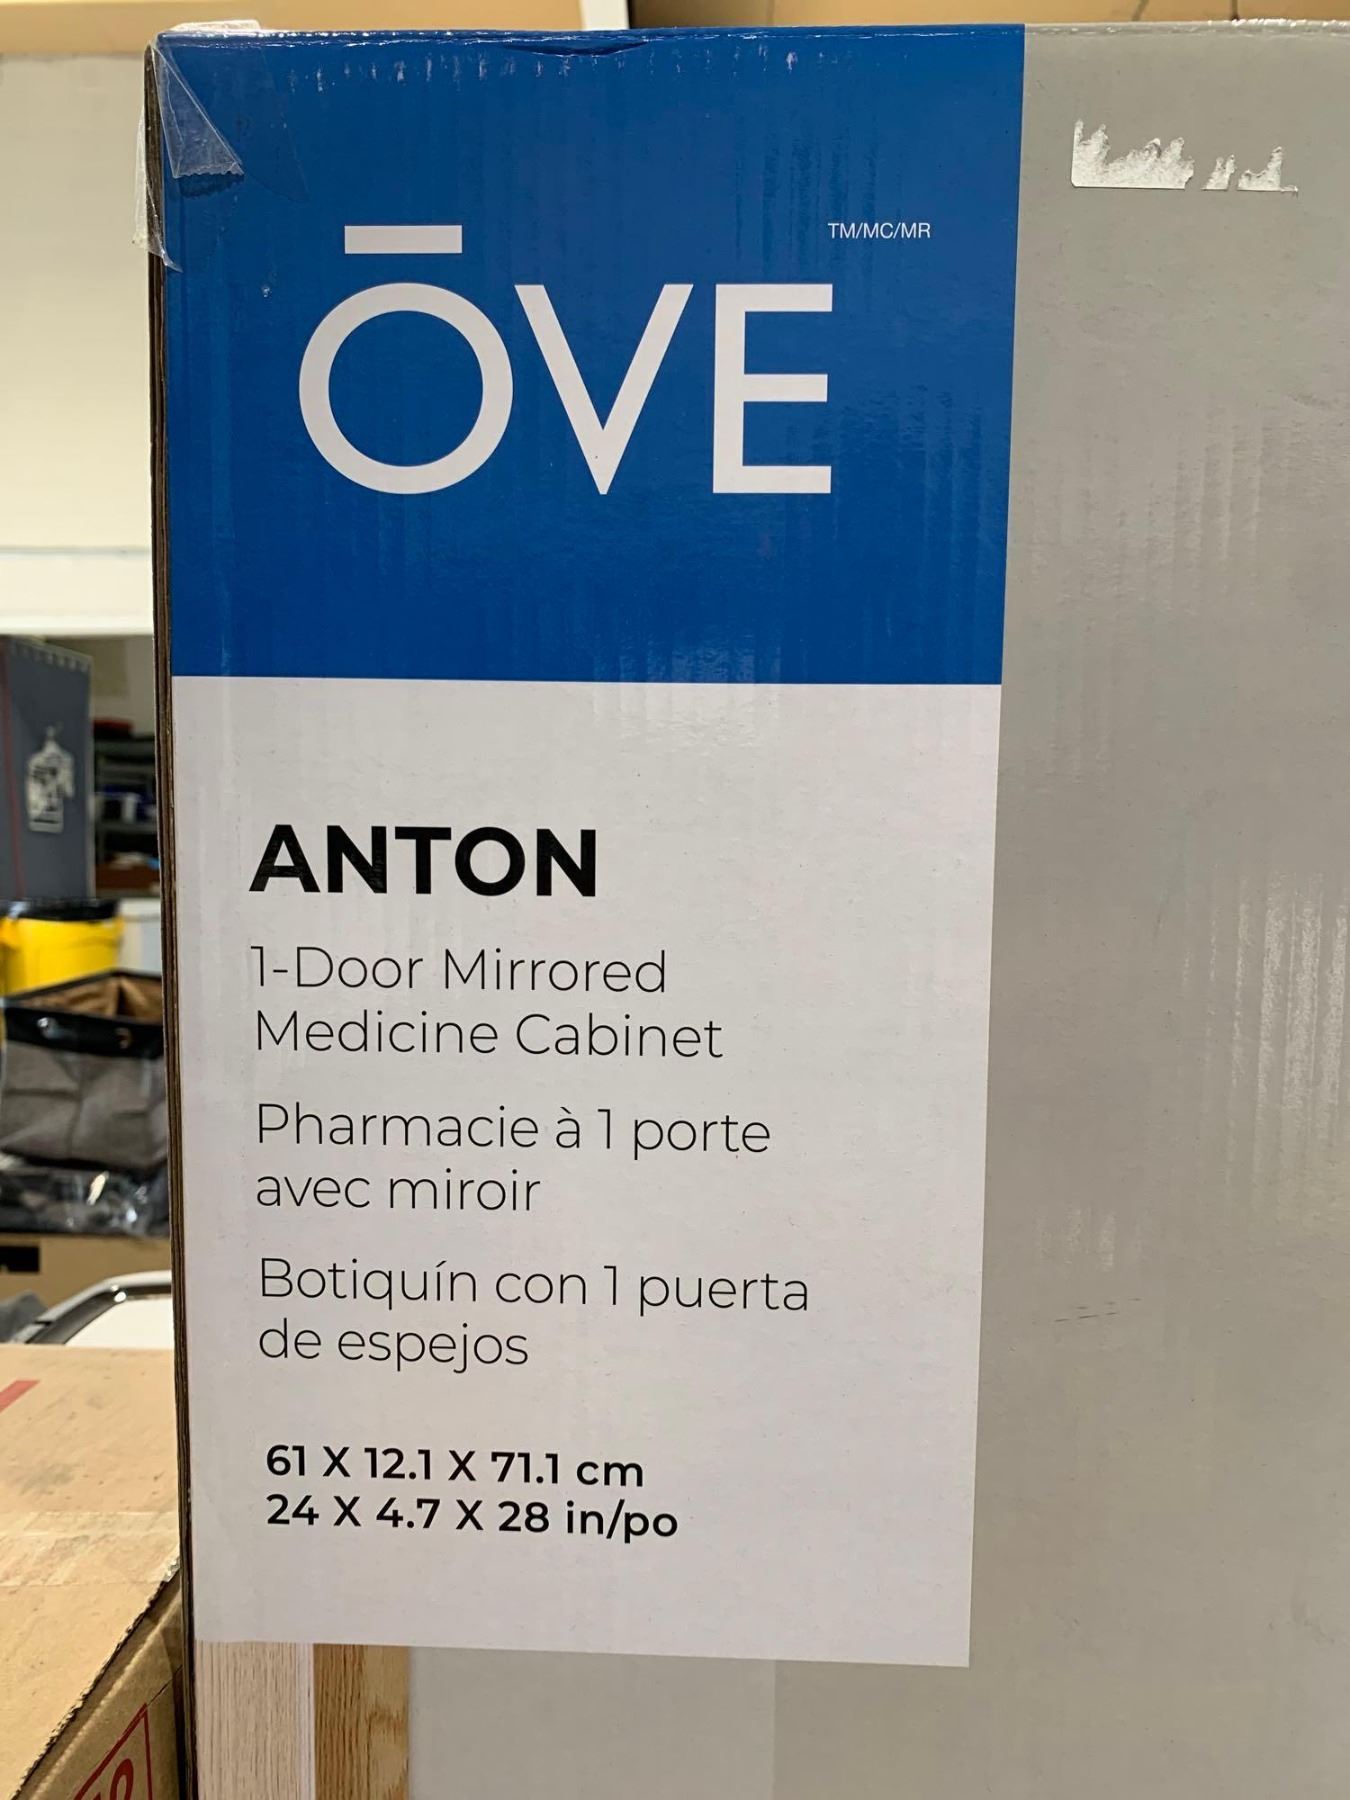 ŌVE
TM/MC/MR
ANTON
1-Door Mirrored
Medicine Cabinet
Pharmacie à 1 porte
avec miroir
Botiquín con 1 puerta
de espejos
61 X 12.1 X 71.1 cm
24 X 4.7 X 28 in/po